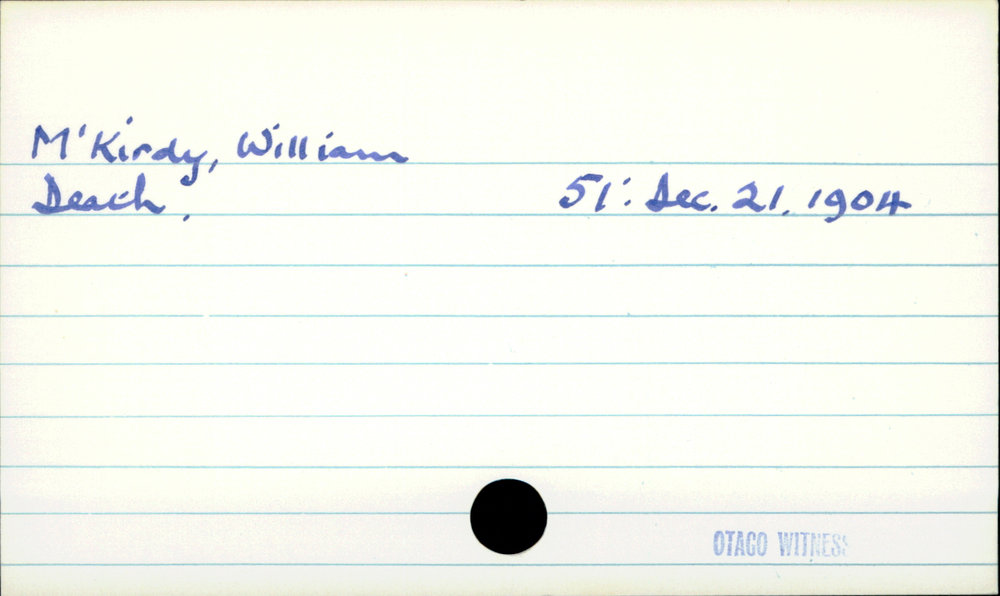 M'Kirdy, William
Death. 51: Dec. 21. 1904
OTAGO WITNESS